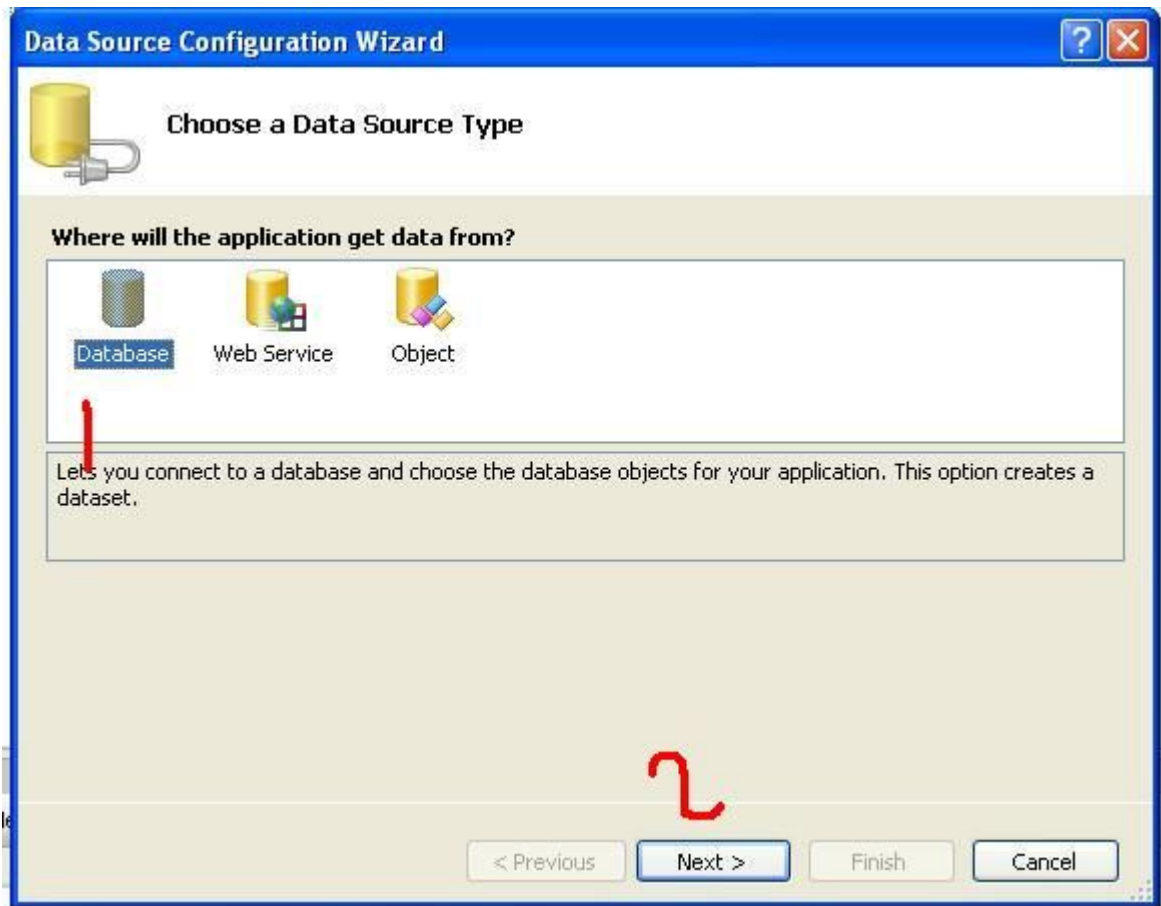 Data Source Configuration Wizard
Choose a Data Source Type
Where will the application get data from?
Database Web Service Object
1
Lets you connect to a database and choose the database objects for your application. This option creates a
dataset.
2
< Previous Next > Finish Cancel